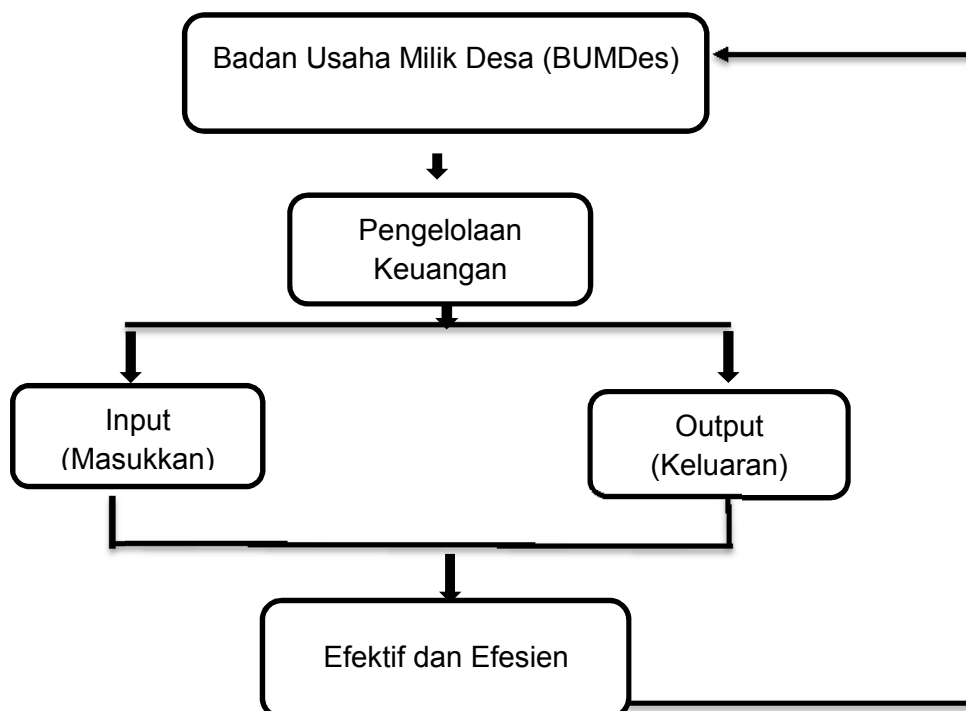 Badan Usaha Milik Desa (BUMDes)
Pengelolaan
Keuangan
Input
(Masukkan)
Output
(Keluaran)
Efektif dan Efesien